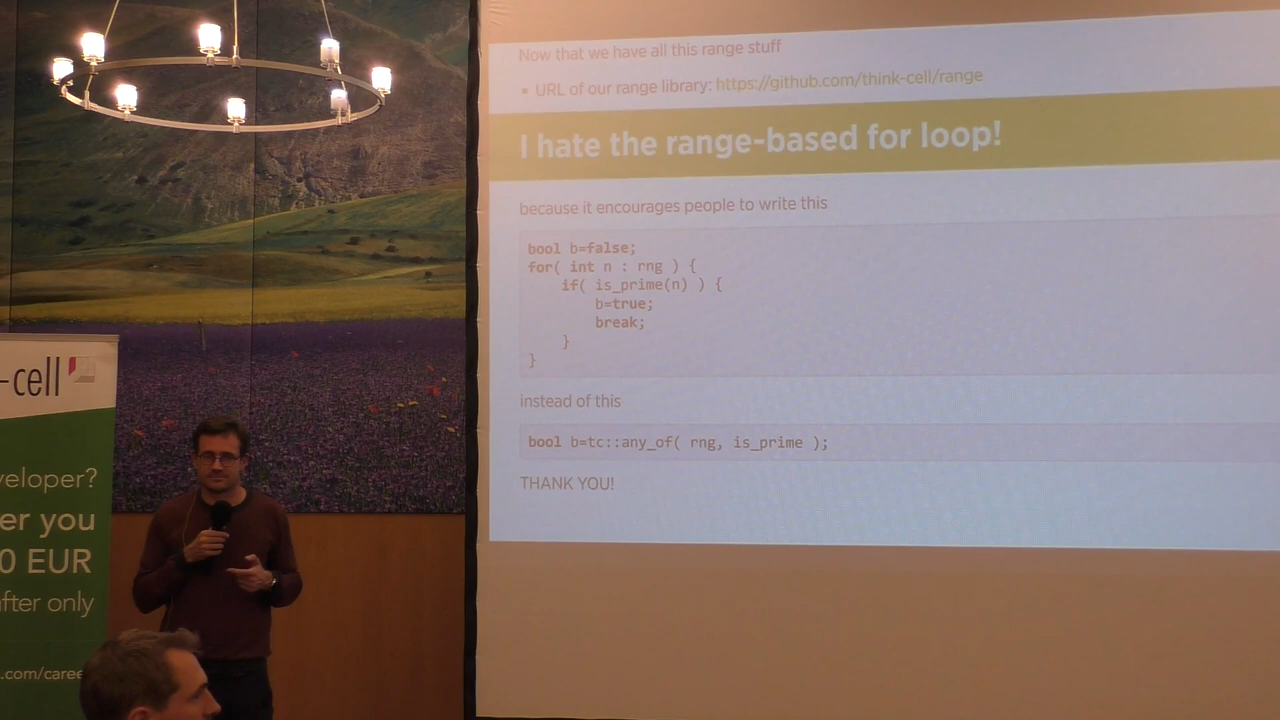 Now that we have all this range stuff
▪ URL of our range library: https://github.com/think-cell/range
I hate the range-based for loop!
because it encourages people to write this
bool b=false;
for( int n : rng ) {
    if( is_prime(n) ) {
        b=true;
        break;
    }
}
instead of this
bool b=tc::any_of( rng, is_prime );
THANK YOU!
-cell
veloper?
er you
0 EUR
after only
.com/caree